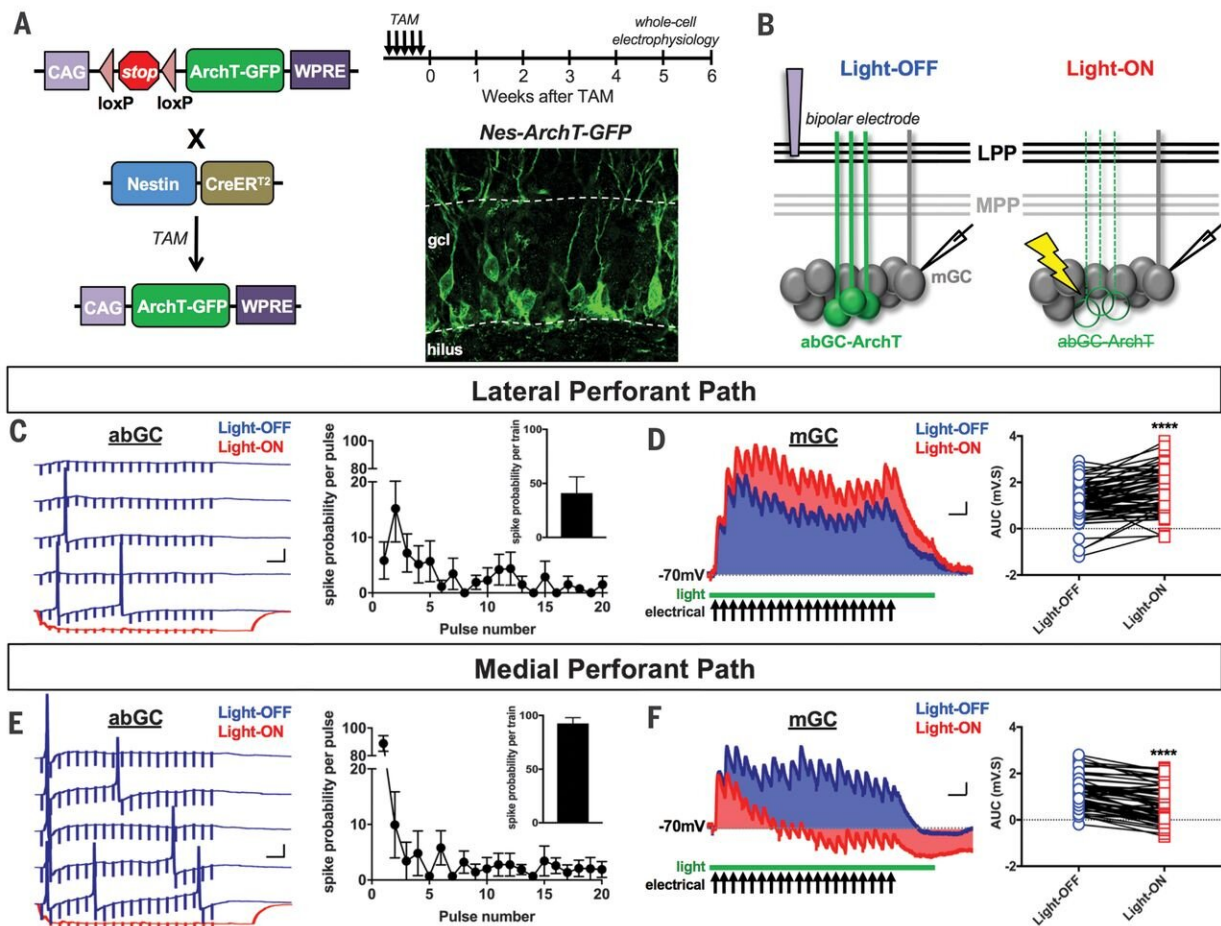 A
CAG
stop
ArchT-GFP
WPRE
loxP
loxP
X
Nestin
CreERT2
TAM
CAG
ArchT-GFP
WPRE
TAM
whole-cell
electrophysiology
0 1 2 3 4 5 6
Weeks after TAM
Nes-ArchT-GFP
gcl
hilus
B
Light-OFF
Light-ON
bipolar electrode
LPP
MPP
mGC
abGC-ArchT
abGC-ArchT
Lateral Perforant Path
C
abGC
Light-OFF
Light-ON
spike probability per pulse
100
80
20
10
0
0 5 10 15 20
Pulse number
spike probability per train
100
50
0
D
mGC
Light-OFF
Light-ON
-70mV
light
electrical
AUC (mV.S)
4
2
0
-2
****
Light-OFF
Light-ON
Medial Perforant Path
E
abGC
Light-OFF
Light-ON
spike probability per pulse
100
80
20
10
0
0 5 10 15 20
Pulse number
spike probability per train
100
50
0
F
mGC
Light-OFF
Light-ON
-70mV
light
electrical
AUC (mV.S)
4
2
0
-2
****
Light-OFF
Light-ON